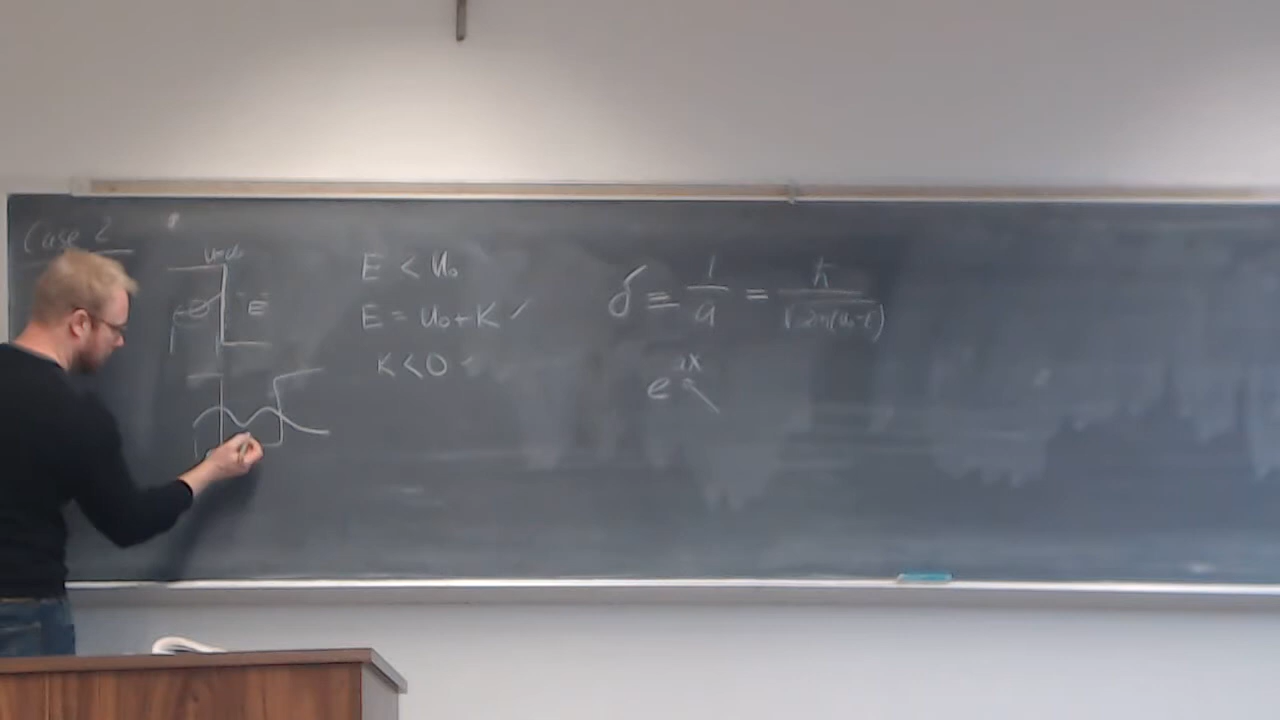 Case 2
U=U₀
E
E < U₀
E = U₀ + K ✓
K < 0
δ = 1/a = ħ/√2m(U₀-E)
e^ax